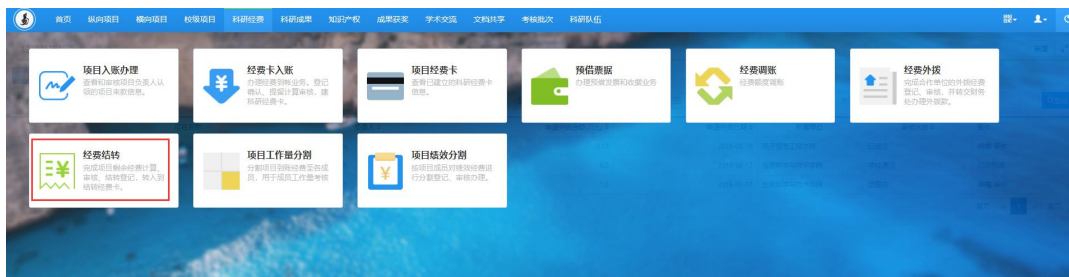 首页 纵向项目 横向项目 校级项目 科研经费 科研成果 知识产权 成果获奖 学术交流 文档共享 考核批次 科研队伍
项目入账办理
查看和审核项目负责人认
领的项目来款信息。
经费卡入账
办理经费到账业务、登记
确认、提留计算审核、建
科研经费卡。
项目经费卡
查看已建立的科研经费卡
信息。
预借票据
办理预借发票和收据业务
经费调账
经费额度调账
经费外拨
完成合作单位的外拨经费
登记、审核、并转交财务
处办理外拨款。
经费结转
完成项目剩余经费计算、
审核、结转登记、转入到
结转经费卡。
项目工作量分割
分割项目到账经费至各成
员，用于成员工作量考核
项目绩效分割
按项目成员对绩效经费进
行分割登记、审核办理。